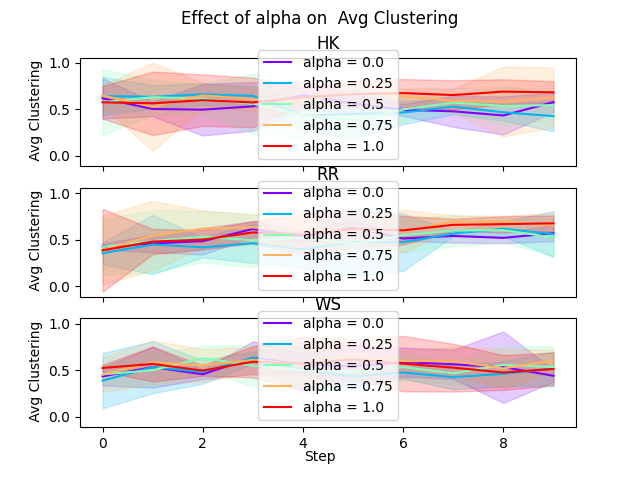 Effect of alpha on  Avg Clustering
HK
Avg Clustering
1.0
0.5
0.0
alpha = 0.0
alpha = 0.25
alpha = 0.5
alpha = 0.75
alpha = 1.0
RR
Avg Clustering
1.0
0.5
0.0
alpha = 0.0
alpha = 0.25
alpha = 0.5
alpha = 0.75
alpha = 1.0
WS
Avg Clustering
1.0
0.5
0.0
alpha = 0.0
alpha = 0.25
alpha = 0.5
alpha = 0.75
alpha = 1.0
0 2 4 6 8
Step